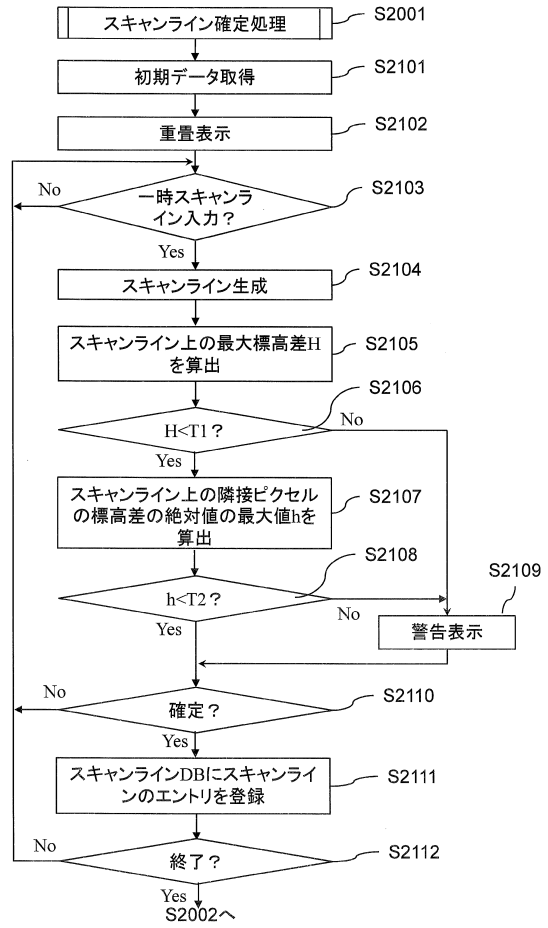 スキャンライン確定処理
S2001
初期データ取得
S2101
重畳表示
S2102
一時スキャンラ
イン入力？
S2103
No
Yes
スキャンライン生成
S2104
スキャンライン上の最大標高差H
を算出
S2105
H<T1？
S2106
No
Yes
スキャンライン上の隣接ピクセル
の標高差の絶対値の最大値hを
算出
S2107
h<T2？
S2108
No
Yes
警告表示
S2109
確定？
S2110
No
Yes
スキャンラインDBにスキャンライ
ンのエントリを登録
S2111
終了？
S2112
No
Yes
S2002へ